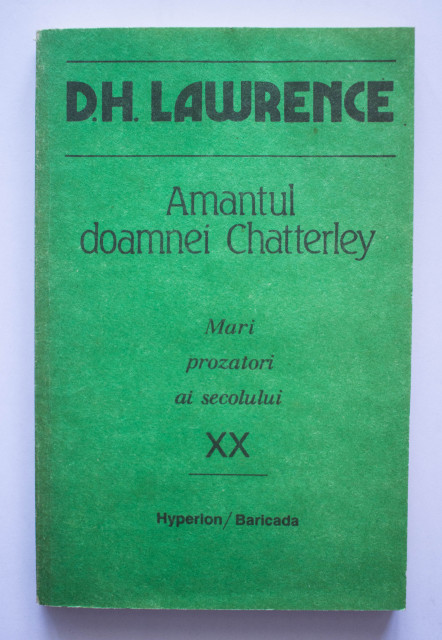 D.H. LAWRENCE
Amantul
doamnei Chatterley
Mari
prozatori
ai secolului
XX
Hyperion/Baricada